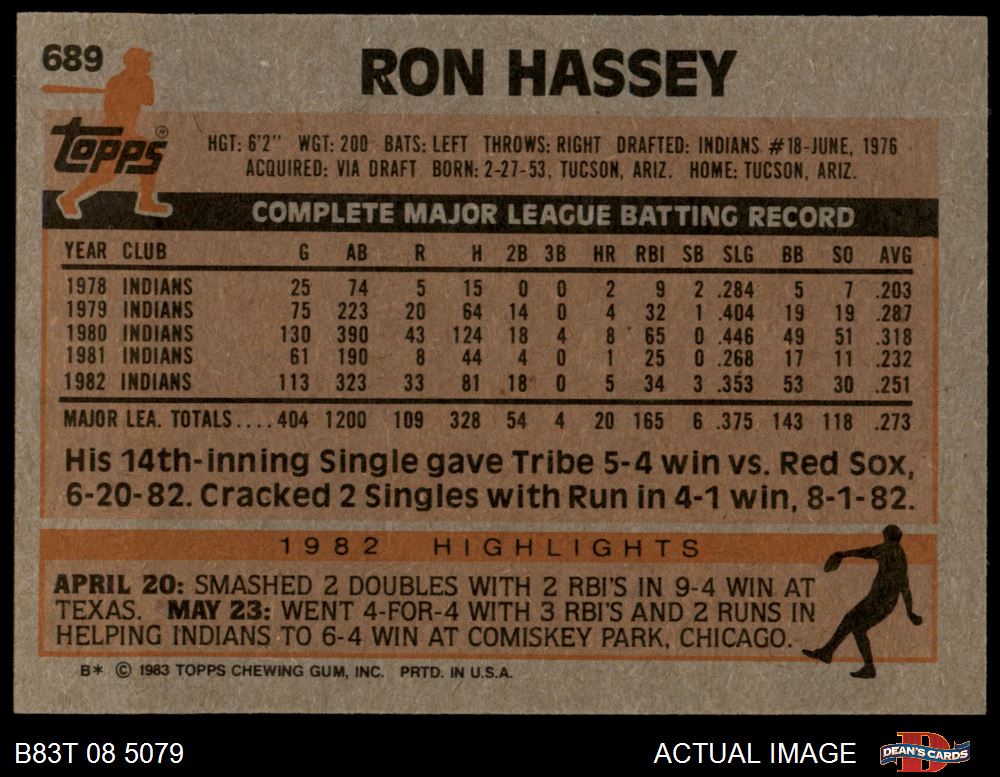 689
RON HASSEY
topps
HGT: 6'2" WGT: 200 BATS: LEFT THROWS: RIGHT DRAFTED: INDIANS #18-JUNE, 1976
ACQUIRED: VIA DRAFT BORN: 2-27-53, TUCSON, ARIZ. HOME: TUCSON, ARIZ.
COMPLETE MAJOR LEAGUE BATTING RECORD
YEAR CLUB G AB R H 2B 3B HR RBI SB SLG BB SO AVG
1978 INDIANS 25 74 5 15 0 0 2 9 2 .284 5 7 .203
1979 INDIANS 75 223 20 64 14 0 4 32 1 .404 19 19 .287
1980 INDIANS 130 390 43 124 18 4 8 65 0 .446 49 51 .318
1981 INDIANS 61 190 8 44 4 0 1 25 0 .268 17 11 .232
1982 INDIANS 113 323 33 81 18 0 5 34 3 .353 53 30 .251
MAJOR LEA. TOTALS.... 404 1200 109 328 54 4 20 165 6 .375 143 118 .273
His 14th-inning Single gave Tribe 5-4 win vs. Red Sox,
6-20-82. Cracked 2 Singles with Run in 4-1 win, 8-1-82.
1982 HIGHLIGHTS
APRIL 20: SMASHED 2 DOUBLES WITH 2 RBI'S IN 9-4 WIN AT
TEXAS. MAY 23: WENT 4-FOR-4 WITH 3 RBI'S AND 2 RUNS IN
HELPING INDIANS TO 6-4 WIN AT COMISKEY PARK, CHICAGO.
B* © 1983 TOPPS CHEWING GUM, INC. PRTD. IN U.S.A.
B83T 08 5079
ACTUAL IMAGE
DEAN'S CARDS